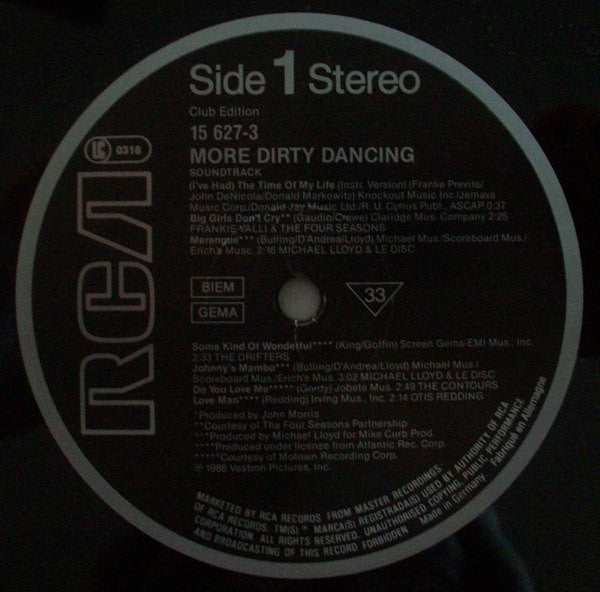 Side 1 Stereo
Club Edition
15 627-3
MORE DIRTY DANCING
SOUNDTRACK
(I've Had) The Time Of My Life (Instr. Version) (Franke Previte/
John DeNicola/Donald Markowitz) Knockout Music Inc./Jemava
Music Corp./Donald Jay Music Ltd./R. U. Cyrius Publ., ASCAP 0:37
Big Girls Don't Cry** (Gaudio/Crewe) Claridge Mus. Company 2:25
FRANKIE VALLI & THE FOUR SEASONS
Merengue*** (Bulling/D'Andrea/Lloyd) Michael Mus./Scoreboard Mus./
Erich's Music. 2:16 MICHAEL LLOYD & LE DISC
LC 0316
RCA
BIEM
GEMA
33
Some Kind Of Wonderful**** (King/Goffin) Screen Gems-EMI Mus., Inc.
2:33 THE DRIFTERS
Johnny's Mambo*** (Bulling/D'Andrea/Lloyd) Michael Mus./
Scoreboard Mus./Erich's Mus. 3:02 MICHAEL LLOYD & LE DISC
Do You Love Me***** (Gordy) Jobete Mus. 2:49 THE CONTOURS
Love Man**** (Redding) Irving Mus., Inc. 2:14 OTIS REDDING
*Produced by John Morris
**Courtesy of The Four Seasons Partnership
***Produced by Michael Lloyd for Mike Curb Prod.
****Produced under license from Atlantic Rec. Corp.
*****Courtesy of Motown Recording Corp.
℗ 1988 Vestron Pictures, Inc.
MARKETED BY RCA RECORDS FROM MASTER RECORDINGS
OF RCA RECORDS. TM(S) ® MARCA(S) REGISTRADA(S) USED BY AUTHORITY OF RCA
CORPORATION. ALL RIGHTS RESERVED. UNAUTHORISED COPYING, PUBLIC PERFORMANCE
AND BROADCASTING OF THIS RECORD FORBIDDEN
Made in Germany
Fabriqué en Allemagne